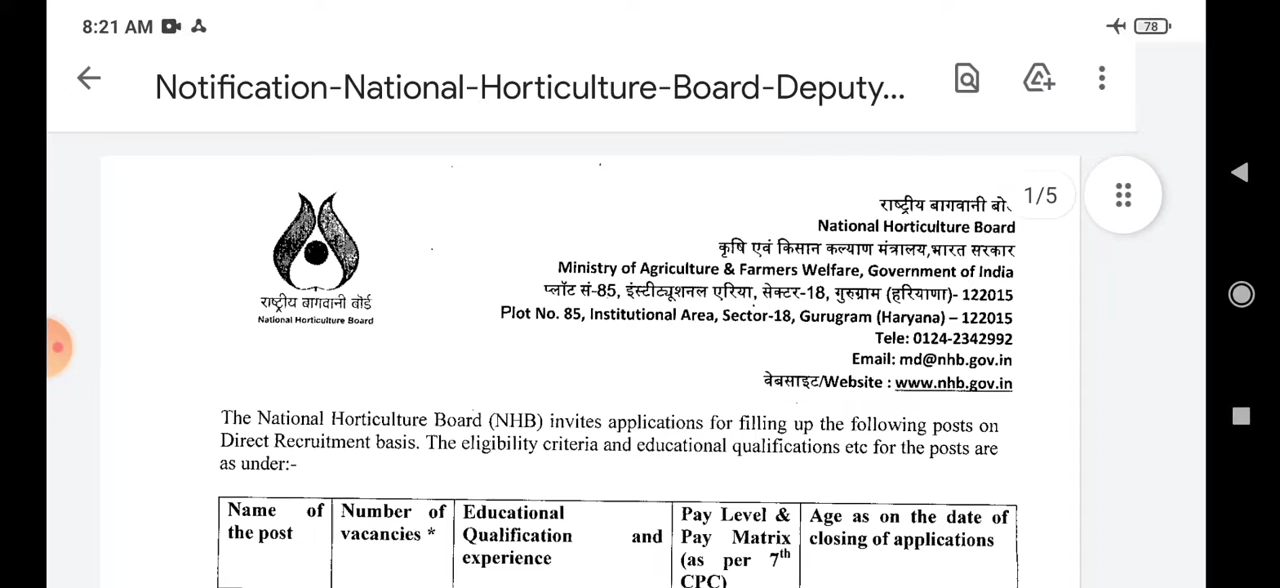 8:21 AM
78
Notification-National-Horticulture-Board-Deputy...
1/5
राष्ट्रीय बागवानी बोर्ड
National Horticulture Board
राष्ट्रीय बागवानी बो
National Horticulture Board
कृषि एवं किसान कल्याण मंत्रालय,भारत सरकार
Ministry of Agriculture & Farmers Welfare, Government of India
प्लॉट सं-85, इंस्टीट्यूशनल एरिया, सेक्टर-18, गुरुग्राम (हरियाणा)- 122015
Plot No. 85, Institutional Area, Sector-18, Gurugram (Haryana) – 122015
Tele: 0124-2342992
Email: md@nhb.gov.in
वेबसाइट/Website : www.nhb.gov.in
The National Horticulture Board (NHB) invites applications for filling up the following posts on
Direct Recruitment basis. The eligibility criteria and educational qualifications etc for the posts are
as under:-
Name of the post
Number of vacancies *
Educational Qualification and experience
Pay Level & Pay Matrix (as per 7th CPC)
Age as on the date of closing of applications